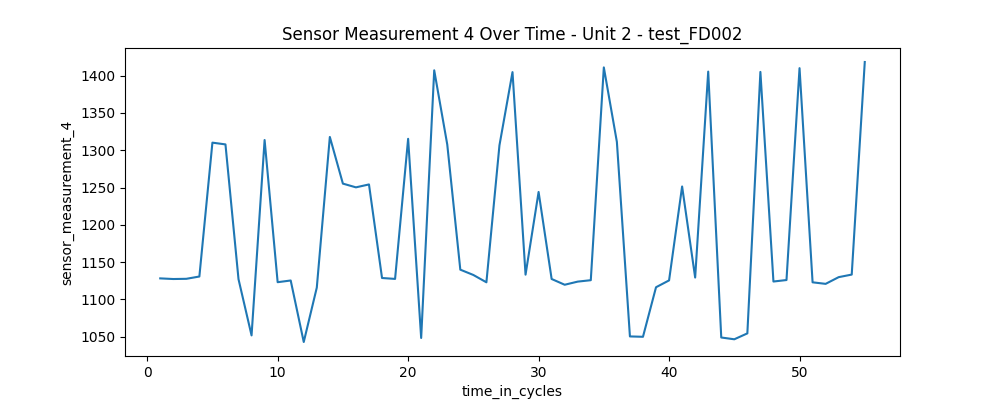 Sensor Measurement 4 Over Time - Unit 2 - test_FD002
sensor_measurement_4
1400
1350
1300
1250
1200
1150
1100
1050
0 10 20 30 40 50
time_in_cycles